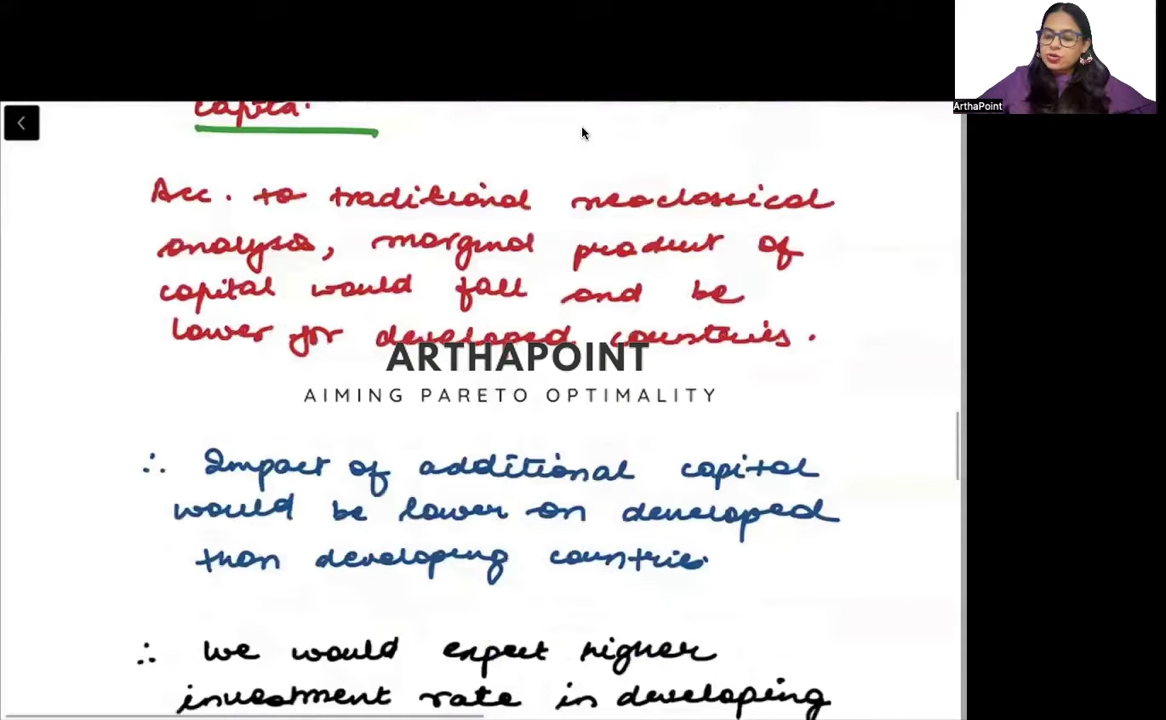 ArthaPoint
capita.
Acc. to traditional neoclassical
analysis, marginal product of
capital would fall and be
lower for developed countries.
ARTHAPOINT
AIMING PARETO OPTIMALITY
∴ Impact of additional capital
would be lower on developed
than developing countries
∴ We would expect higher
investment rate in developing